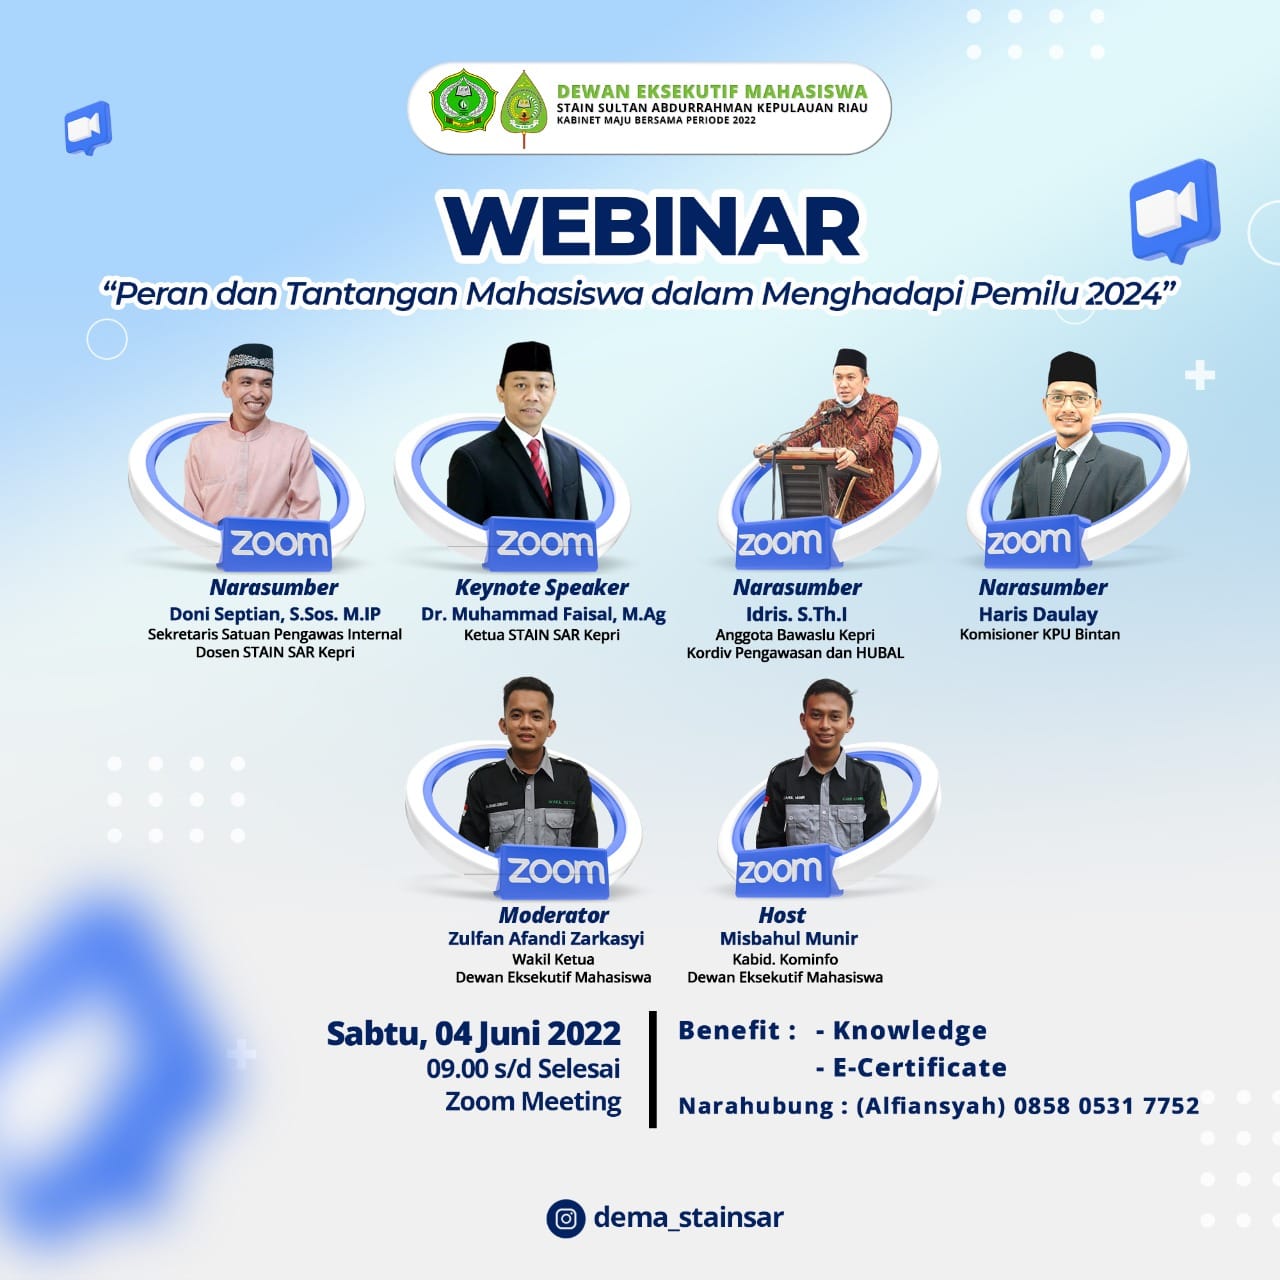 DEWAN EKSEKUTIF MAHASISWA
STAIN SULTAN ABDURRAHMAN KEPULAUAN RIAU
KABINET MAJU BERSAMA PERIODE 2022
WEBINAR
“Peran dan Tantangan Mahasiswa dalam Menghadapi Pemilu 2024”
zoom
Narasumber
Doni Septian, S.Sos. M.IP
Sekretaris Satuan Pengawas Internal
Dosen STAIN SAR Kepri
zoom
Keynote Speaker
Dr. Muhammad Faisal, M.Ag
Ketua STAIN SAR Kepri
zoom
Narasumber
Idris. S.Th.I
Anggota Bawaslu Kepri
Kordiv Pengawasan dan HUBAL
zoom
Narasumber
Haris Daulay
Komisioner KPU Bintan
zoom
Moderator
Zulfan Afandi Zarkasyi
Wakil Ketua
Dewan Eksekutif Mahasiswa
zoom
Host
Misbahul Munir
Kabid. Kominfo
Dewan Eksekutif Mahasiswa
Sabtu, 04 Juni 2022
09.00 s/d Selesai
Zoom Meeting
Benefit : - Knowledge
- E-Certificate
Narahubung : (Alfiansyah) 0858 0531 7752
dema_stainsar